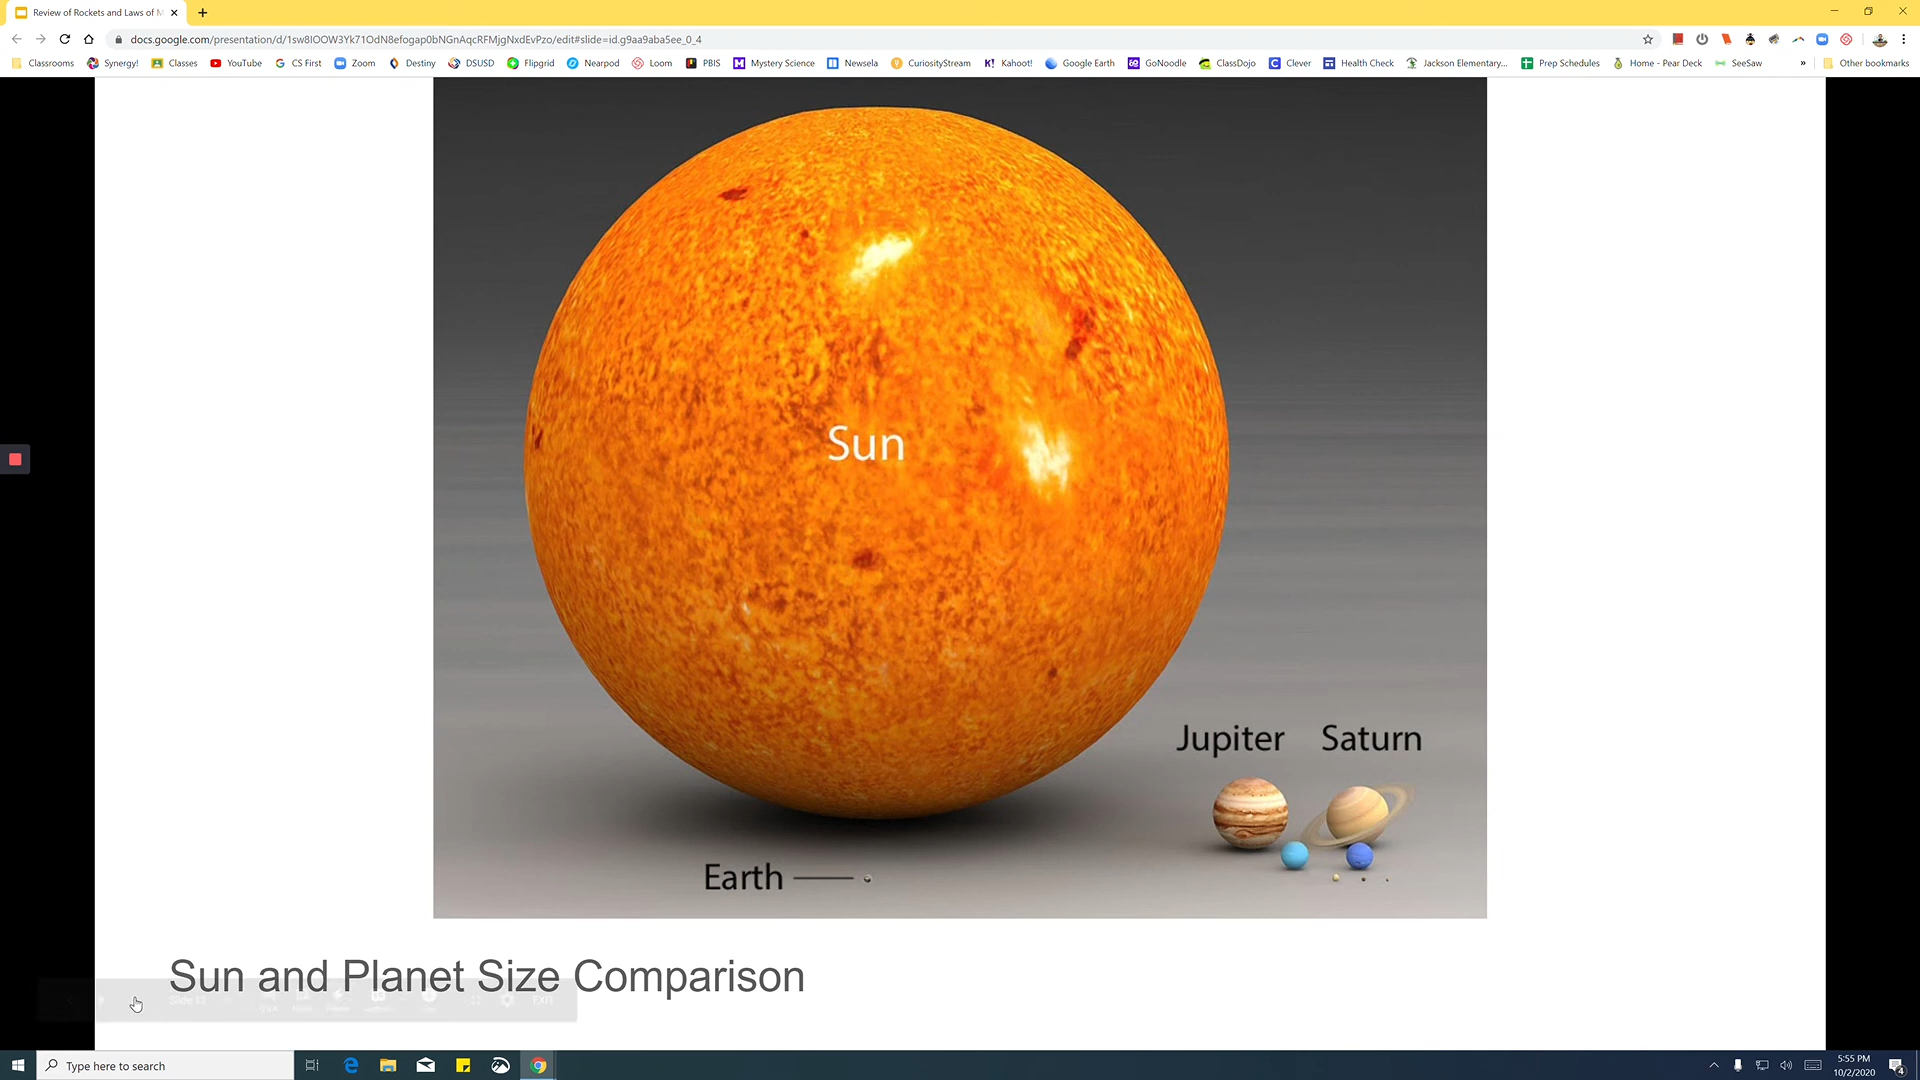 Review of Rockets and Laws of M
docs.google.com/presentation/d/1sw8IOOW3Yk71OdN8efogap0bNGnAqcRFMjgNxdEvPzo/edit#slide=id.g9aa9aba5ee_0_4
Classrooms Synergy! Classes YouTube CS First Zoom Destiny DSUSD Flipgrid Nearpod Loom PBIS Mystery Science Newsela CuriosityStream Kahoot! Google Earth GoNoodle ClassDojo Clever Health Check Jackson Elementary... Prep Schedules Home - Pear Deck SeeSaw » Other bookmarks
Sun
Jupiter Saturn
Earth
Sun and Planet Size Comparison
EXIT
Type here to search
5:55 PM
10/2/2020
4